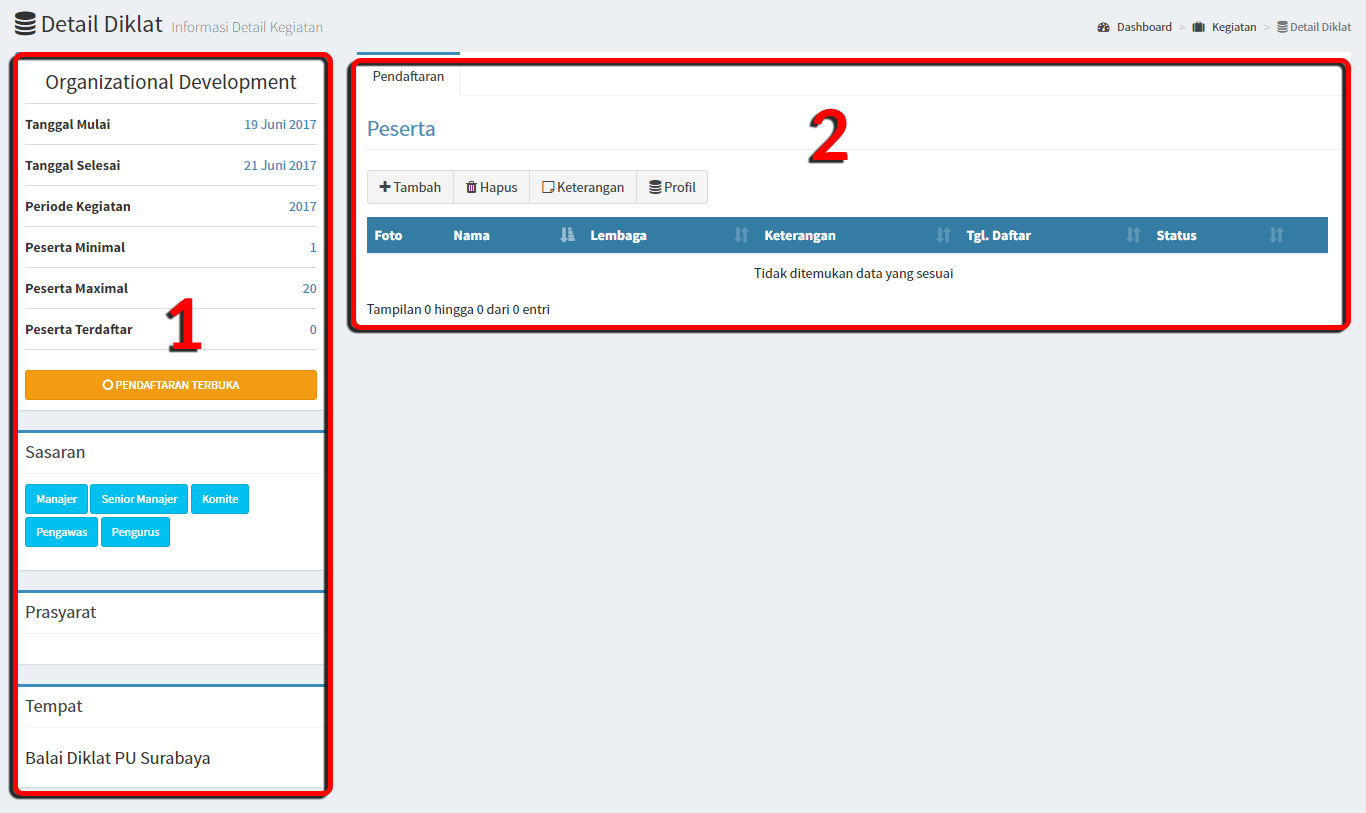 Detail Diklat Informasi Detail Kegiatan
Dashboard > Kegiatan > Detail Diklat
Organizational Development
Tanggal Mulai 19 Juni 2017
Tanggal Selesai 21 Juni 2017
Periode Kegiatan 2017
Peserta Minimal 1
Peserta Maximal 20
Peserta Terdaftar 0
1
PENDAFTARAN TERBUKA
Sasaran
Manajer Senior Manajer Komite
Pengawas Pengurus
Prasyarat
Tempat
Balai Diklat PU Surabaya
Pendaftaran
2
Peserta
Tambah Hapus Keterangan Profil
Foto Nama Lembaga Keterangan Tgl. Daftar Status
Tidak ditemukan data yang sesuai
Tampilan 0 hingga 0 dari 0 entri